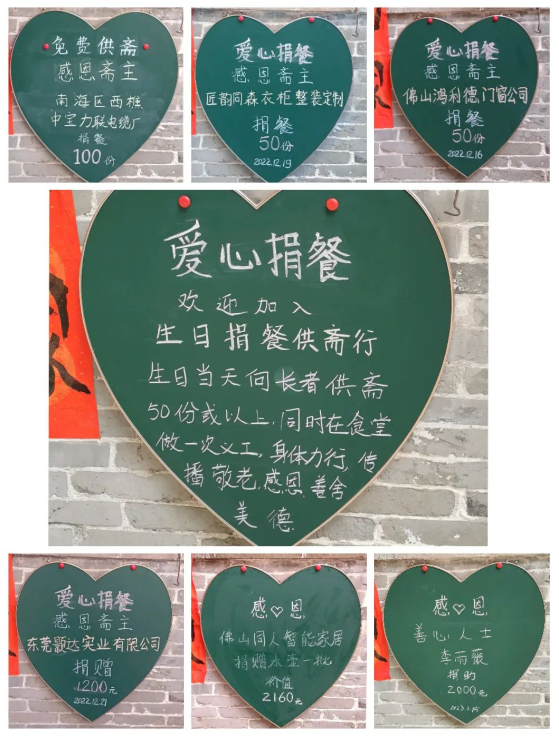 免费供斋
感恩斋主
南海区西樵
中宝力联电缆厂
捐餐
100份
爱心捐餐
感恩斋主
匠韵同森衣柜整装定制
捐餐
50份
2022.12.19
爱心捐餐
感恩斋主
佛山鸿利德门窗公司
捐餐
50份
2022.12.16
爱心捐餐
欢迎加入
生日捐餐供斋行
生日当天向长者供斋
50份或以上,同时在食堂
做一次义工,身体力行,传
播敬老,感恩,善舍
美德
爱心捐餐
感恩斋主
东莞颢达实业有限公司
捐赠
1200元
2022.12.21
感♡恩
佛山同人智能家居
捐赠水壶一批
价值
2160元
感♡恩
善心人士
李雨薇
捐助
2000元